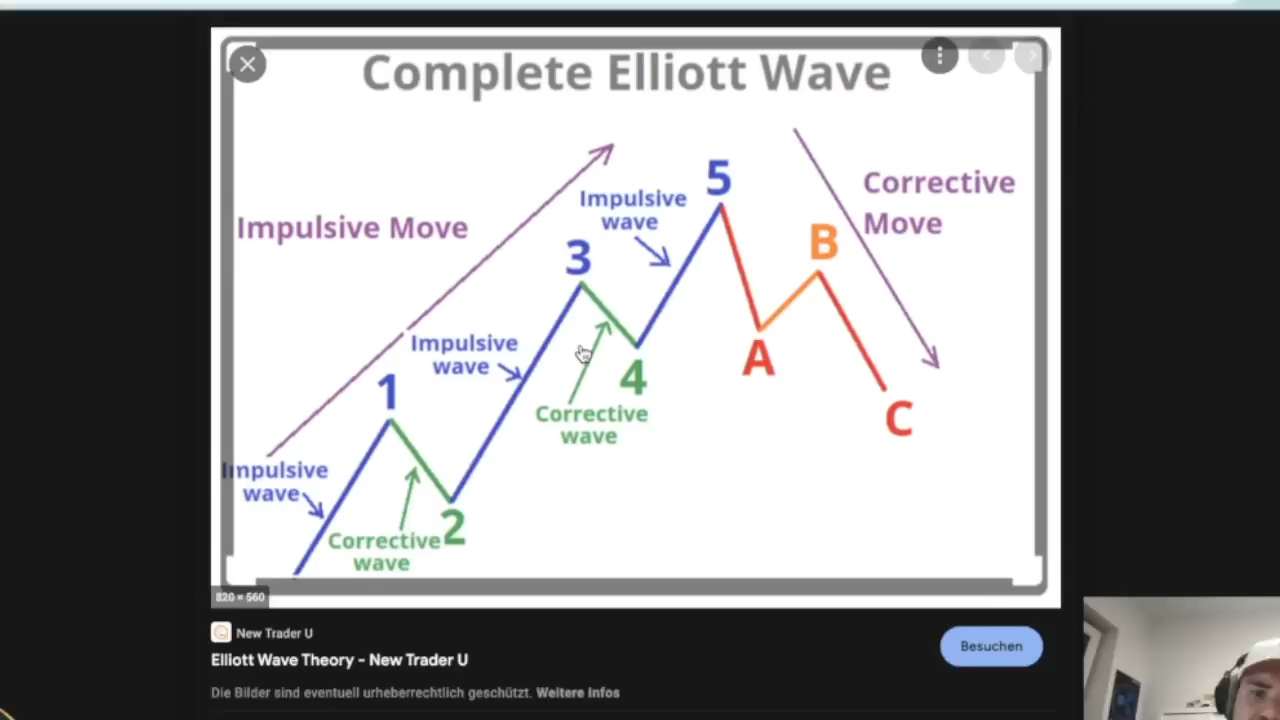 Complete Elliott Wave
5
Corrective
Move
Impulsive
wave
Impulsive Move
B
3
Impulsive
wave
A
4
1
Corrective
wave
C
Impulsive
wave
2
Corrective
wave
820 × 560
New Trader U
Elliott Wave Theory - New Trader U
Besuchen
Die Bilder sind eventuell urheberrechtlich geschützt. Weitere Infos